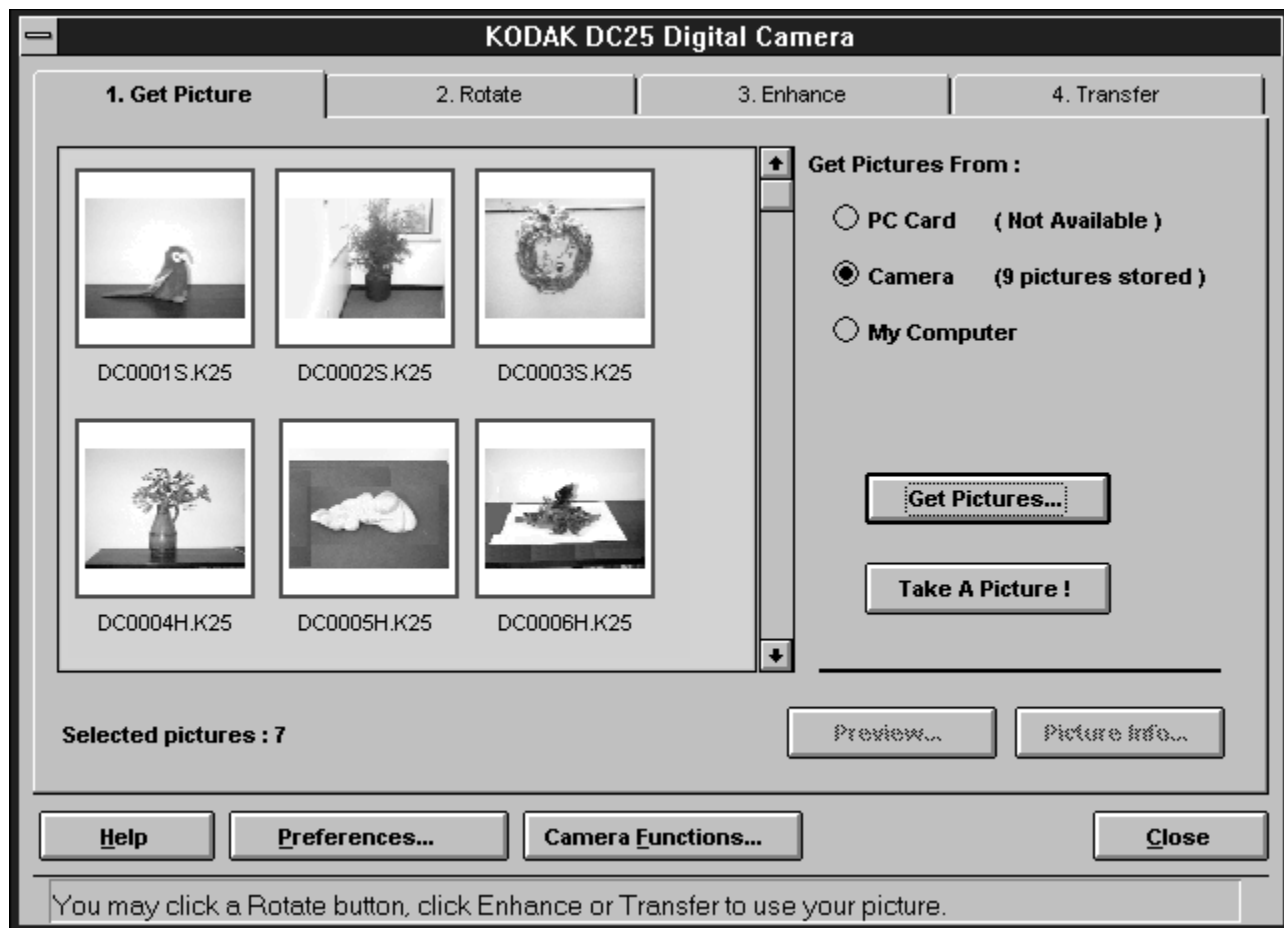 KODAK DC25 Digital Camera
1. Get Picture
2. Rotate
3. Enhance
4. Transfer
DC0001S.K25
DC0002S.K25
DC0003S.K25
DC0004H.K25
DC0005H.K25
DC0006H.K25
Get Pictures From :
PC Card ( Not Available )
Camera (9 pictures stored )
My Computer
Get Pictures...
Take A Picture !
Selected pictures : 7
Preview...
Picture Info...
Help
Preferences...
Camera Functions...
Close
You may click a Rotate button, click Enhance or Transfer to use your picture.